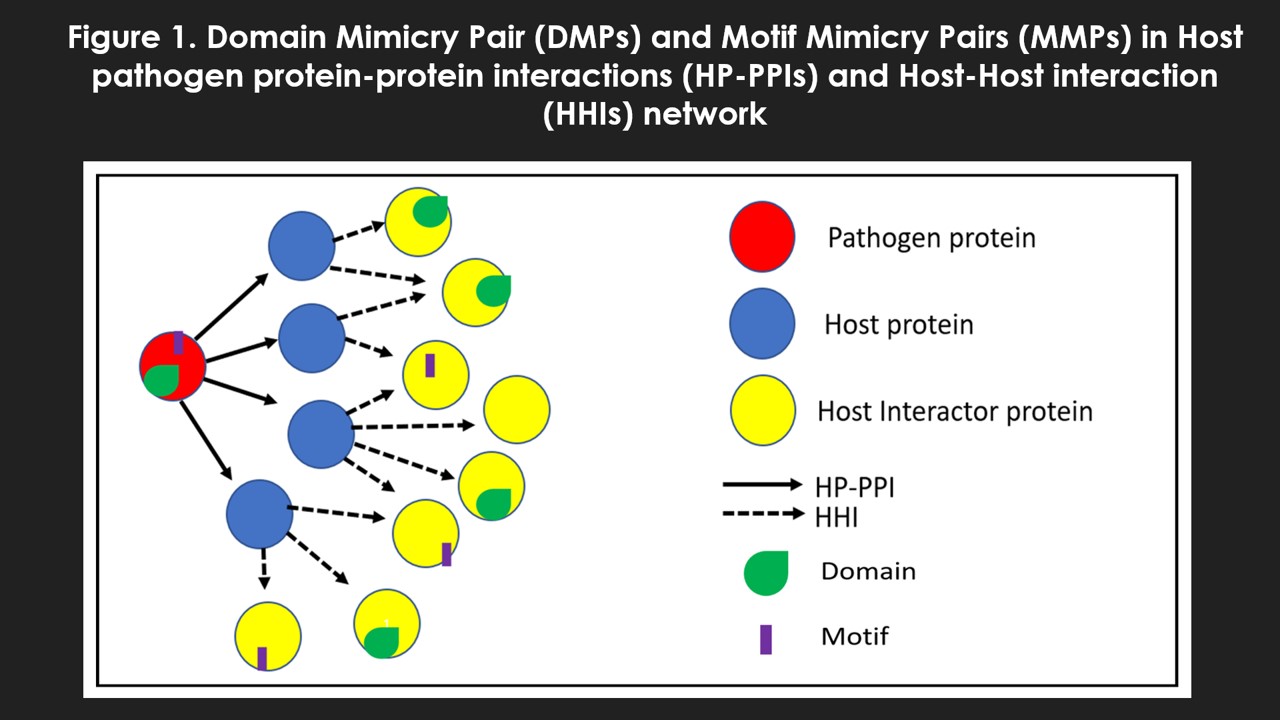 Figure 1. Domain Mimicry Pair (DMPs) and Motif Mimicry Pairs (MMPs) in Host
pathogen protein-protein interactions (HP-PPIs) and Host-Host interaction
(HHIs) network
Pathogen protein
Host protein
Host Interactor protein
HP-PPI
HHI
Domain
Motif